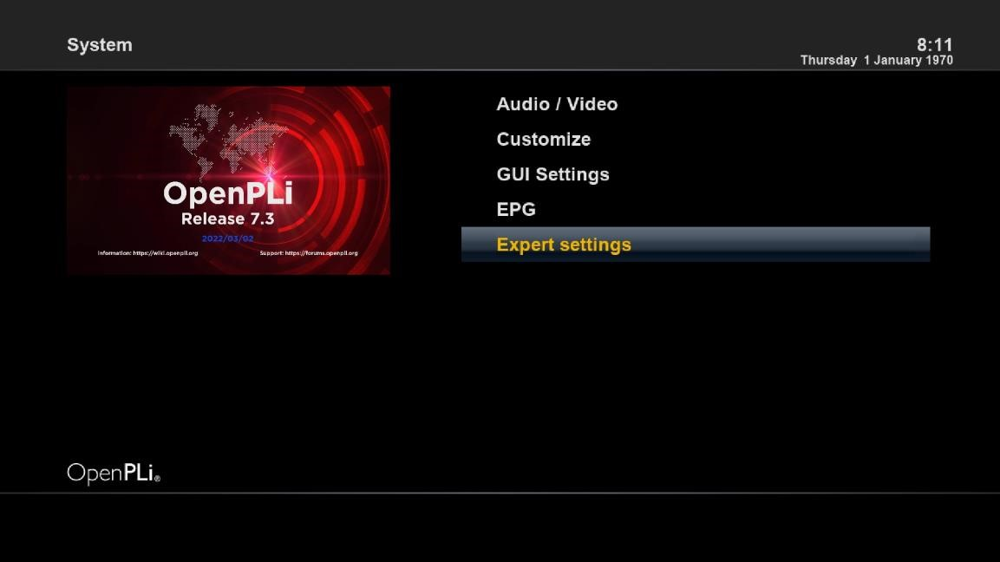 System
8:11
Thursday 1 January 1970
OpenPLi
Release 7.3
2022/03/02
Information: https://wiki.openpli.org
Support: https://forums.openpli.org
Audio / Video
Customize
GUI Settings
EPG
Expert settings
OpenPLi®